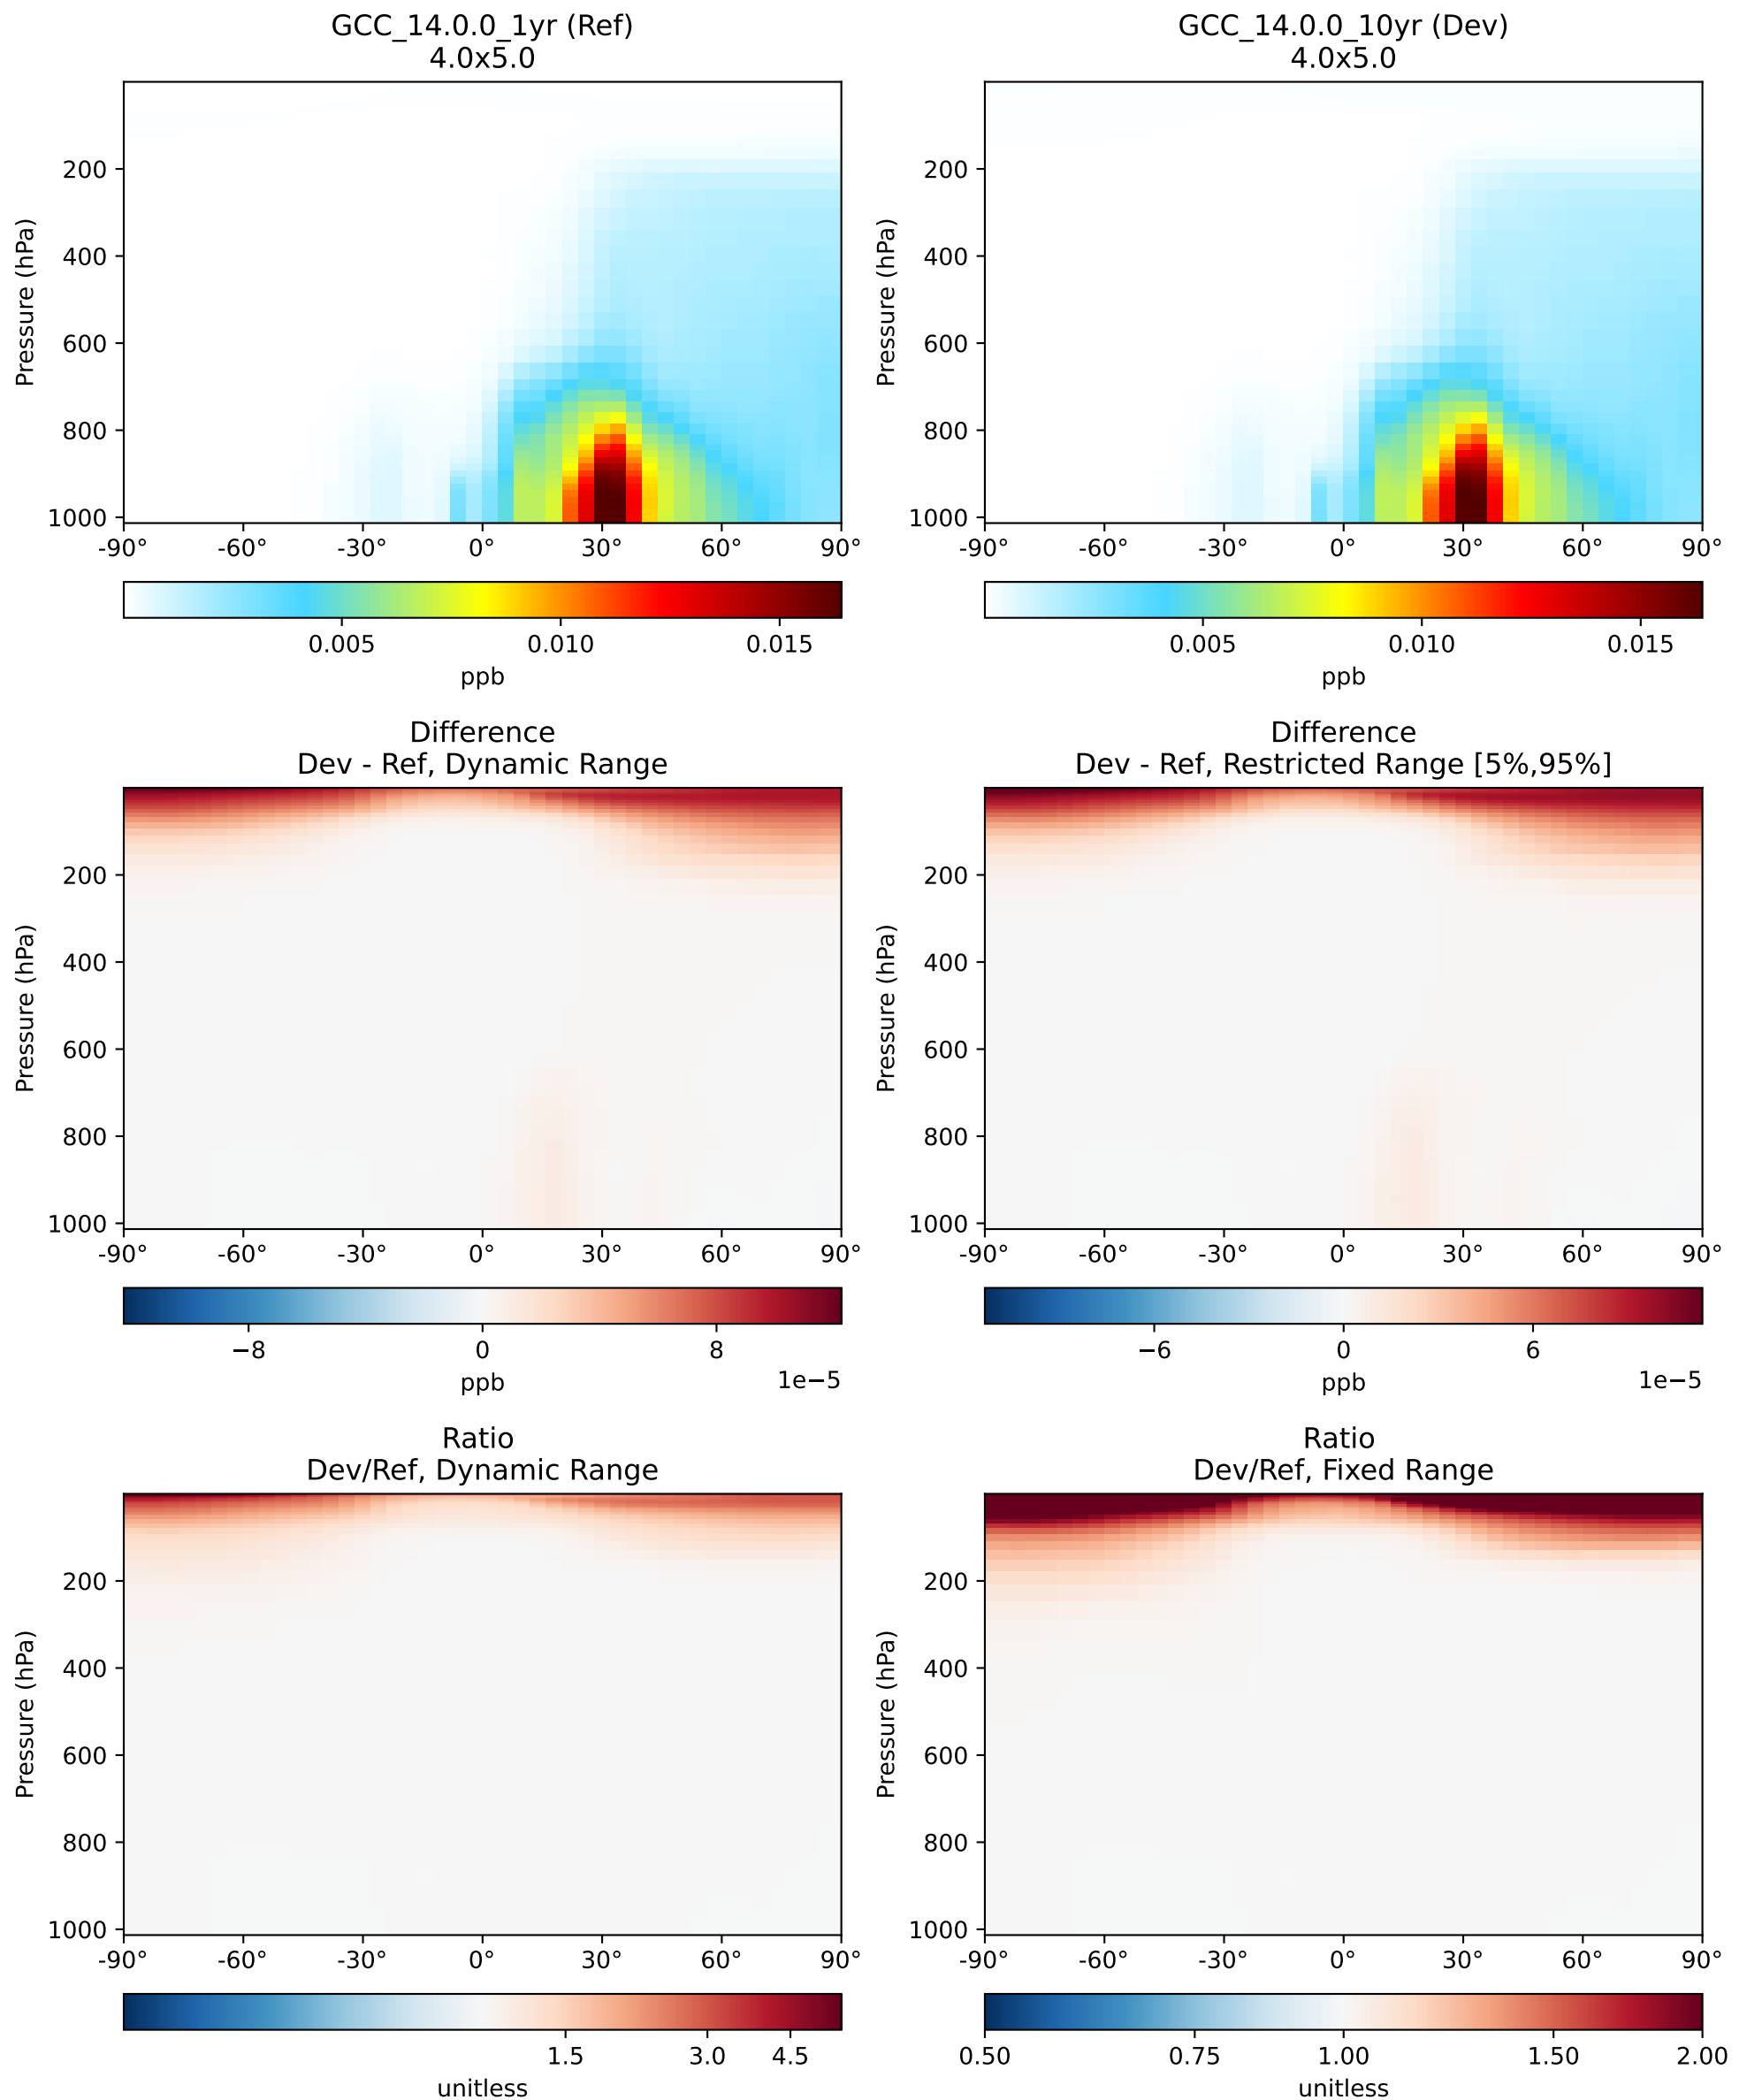 GCC_14.0.0_1yr (Ref)
4.0x5.0
Pressure (hPa)
200
400
600
800
1000
-90° -60° -30° 0° 30° 60° 90°
0.005 0.010 0.015
ppb
GCC_14.0.0_10yr (Dev)
4.0x5.0
Pressure (hPa)
200
400
600
800
1000
-90° -60° -30° 0° 30° 60° 90°
0.005 0.010 0.015
ppb
Difference
Dev - Ref, Dynamic Range
Pressure (hPa)
200
400
600
800
1000
-90° -60° -30° 0° 30° 60° 90°
−8 0 8
ppb 1e−5
Difference
Dev - Ref, Restricted Range [5%,95%]
Pressure (hPa)
200
400
600
800
1000
-90° -60° -30° 0° 30° 60° 90°
−6 0 6
ppb 1e−5
Ratio
Dev/Ref, Dynamic Range
Pressure (hPa)
200
400
600
800
1000
-90° -60° -30° 0° 30° 60° 90°
1.5 3.0 4.5
unitless
Ratio
Dev/Ref, Fixed Range
Pressure (hPa)
200
400
600
800
1000
-90° -60° -30° 0° 30° 60° 90°
0.50 0.75 1.00 1.50 2.00
unitless